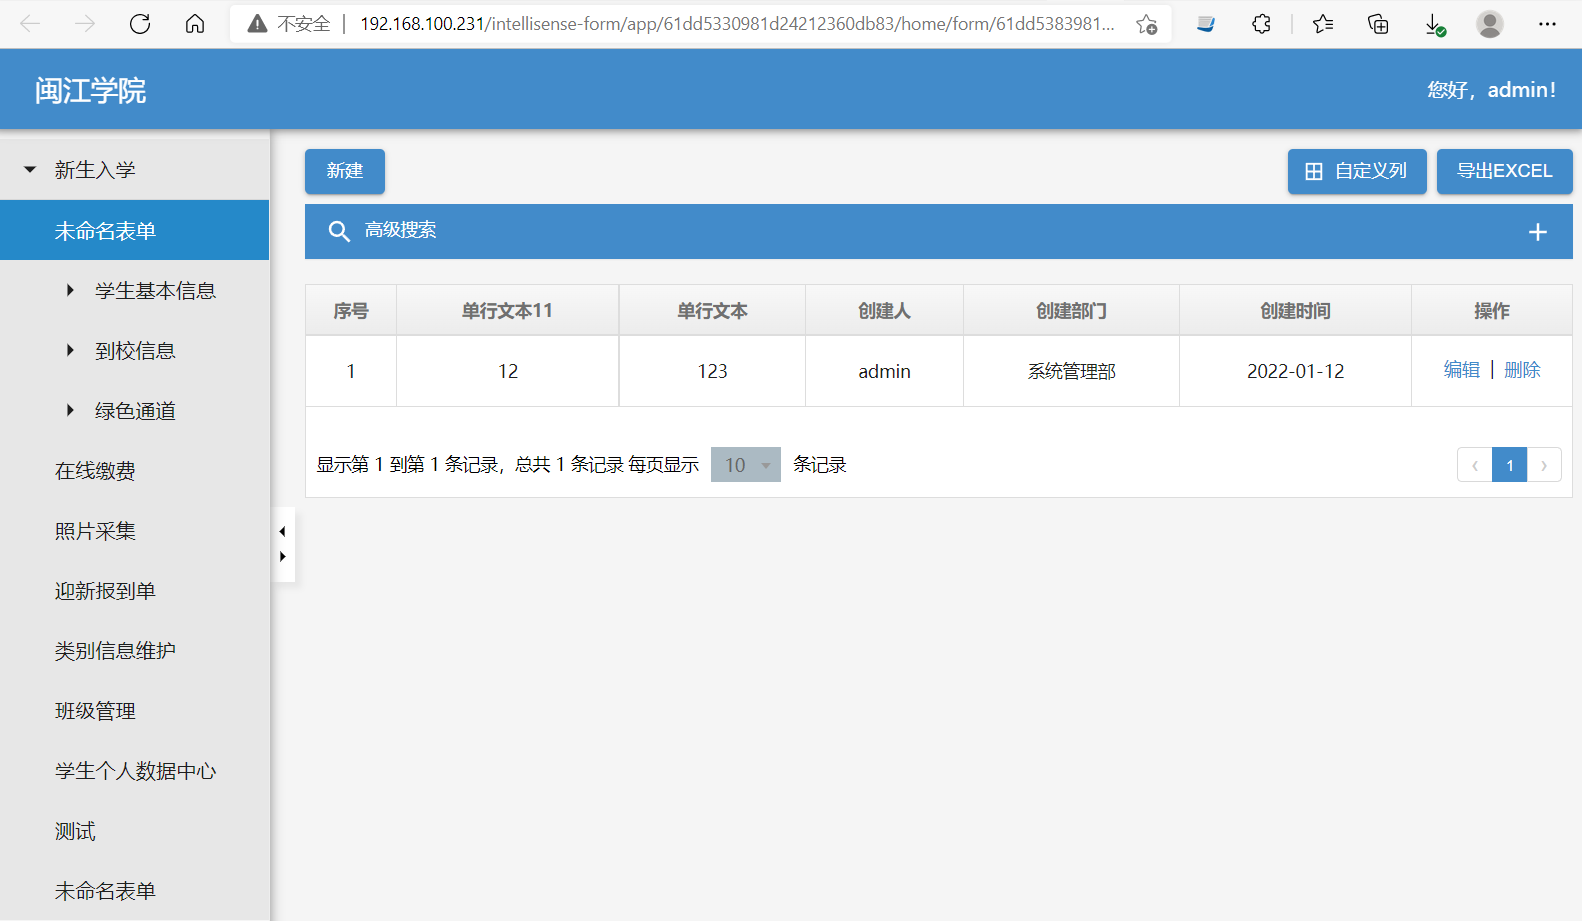 不安全 | 192.168.100.231/intellisense-form/app/61dd5330981d24212360db83/home/form/61dd5383981...
闽江学院
您好，admin!
新生入学
未命名表单
学生基本信息
到校信息
绿色通道
在线缴费
照片采集
迎新报到单
类别信息维护
班级管理
学生个人数据中心
测试
未命名表单
新建
自定义列
导出EXCEL
高级搜索
序号 单行文本11 单行文本 创建人 创建部门 创建时间 操作
1 12 123 admin 系统管理部 2022-01-12 编辑 | 删除
显示第 1 到第 1 条记录，总共 1 条记录 每页显示 10 条记录
‹ 1 ›